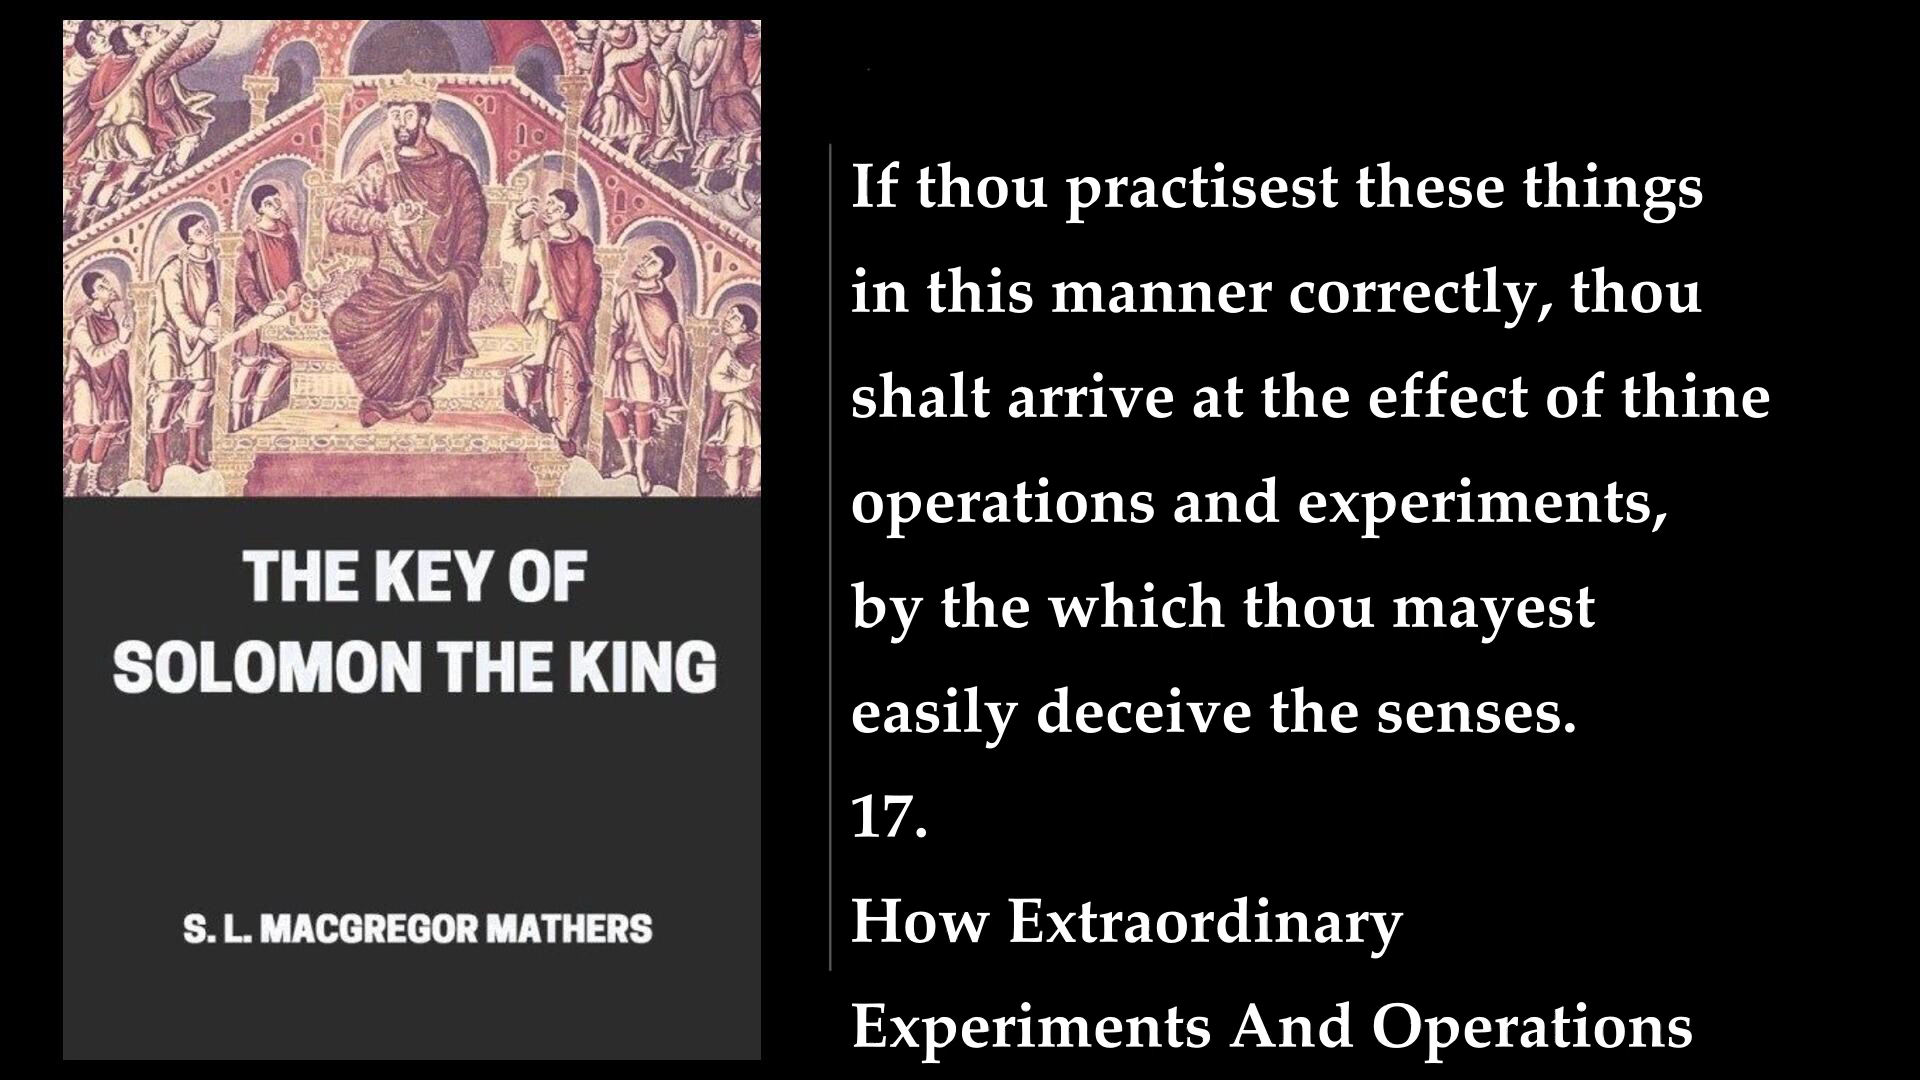 THE KEY OF
SOLOMON THE KING
S. L. MACGREGOR MATHERS
If thou practisest these things
in this manner correctly, thou
shalt arrive at the effect of thine
operations and experiments,
by the which thou mayest
easily deceive the senses.
17.
How Extraordinary
Experiments And Operations